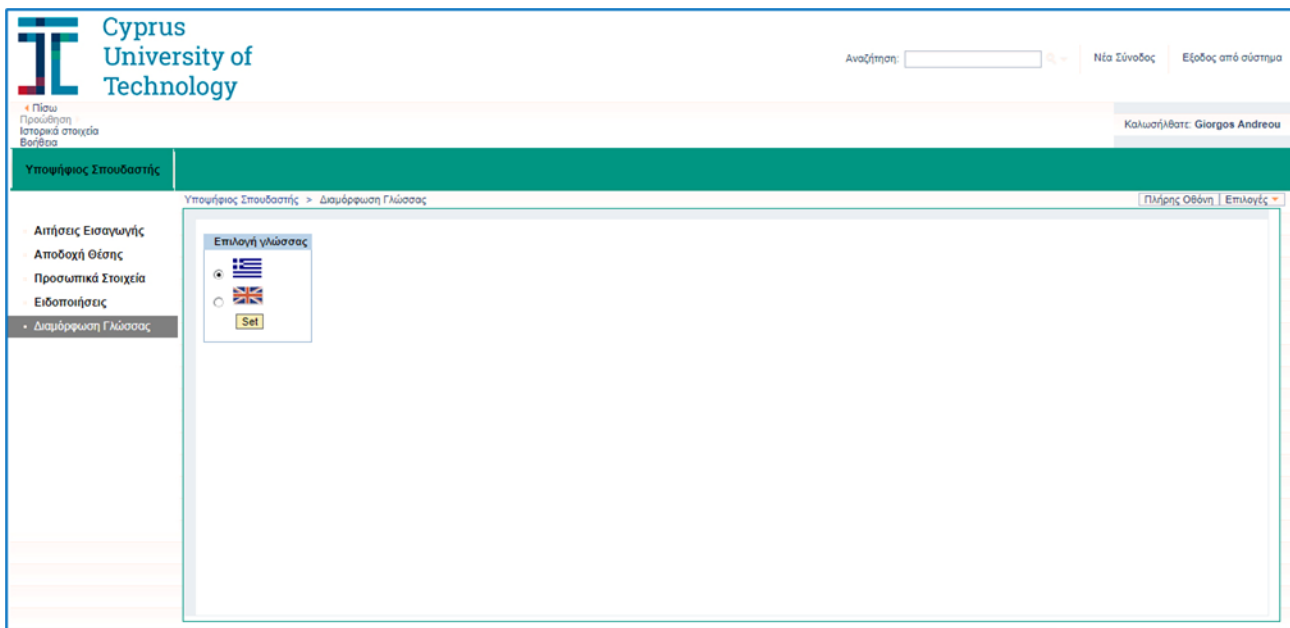 Cyprus
University of
Technology
Αναζήτηση:
Νέα Σύνοδος
Εξοδος από σύστημα
Πίσω
Προώθηση
Ιστορικά στοιχεία
Βοήθεια
Καλωσήλθατε: Giorgos Andreou
Υποψήφιος Σπουδαστής
Υποψήφιος Σπουδαστής > Διαμόρφωση Γλώσσας
Πλήρης Οθόνη | Επιλογές
Αιτήσεις Εισαγωγής
Αποδοχή Θέσης
Προσωπικά Στοιχεία
Ειδοποιήσεις
Διαμόρφωση Γλώσσας
Επιλογή γλώσσας
Set